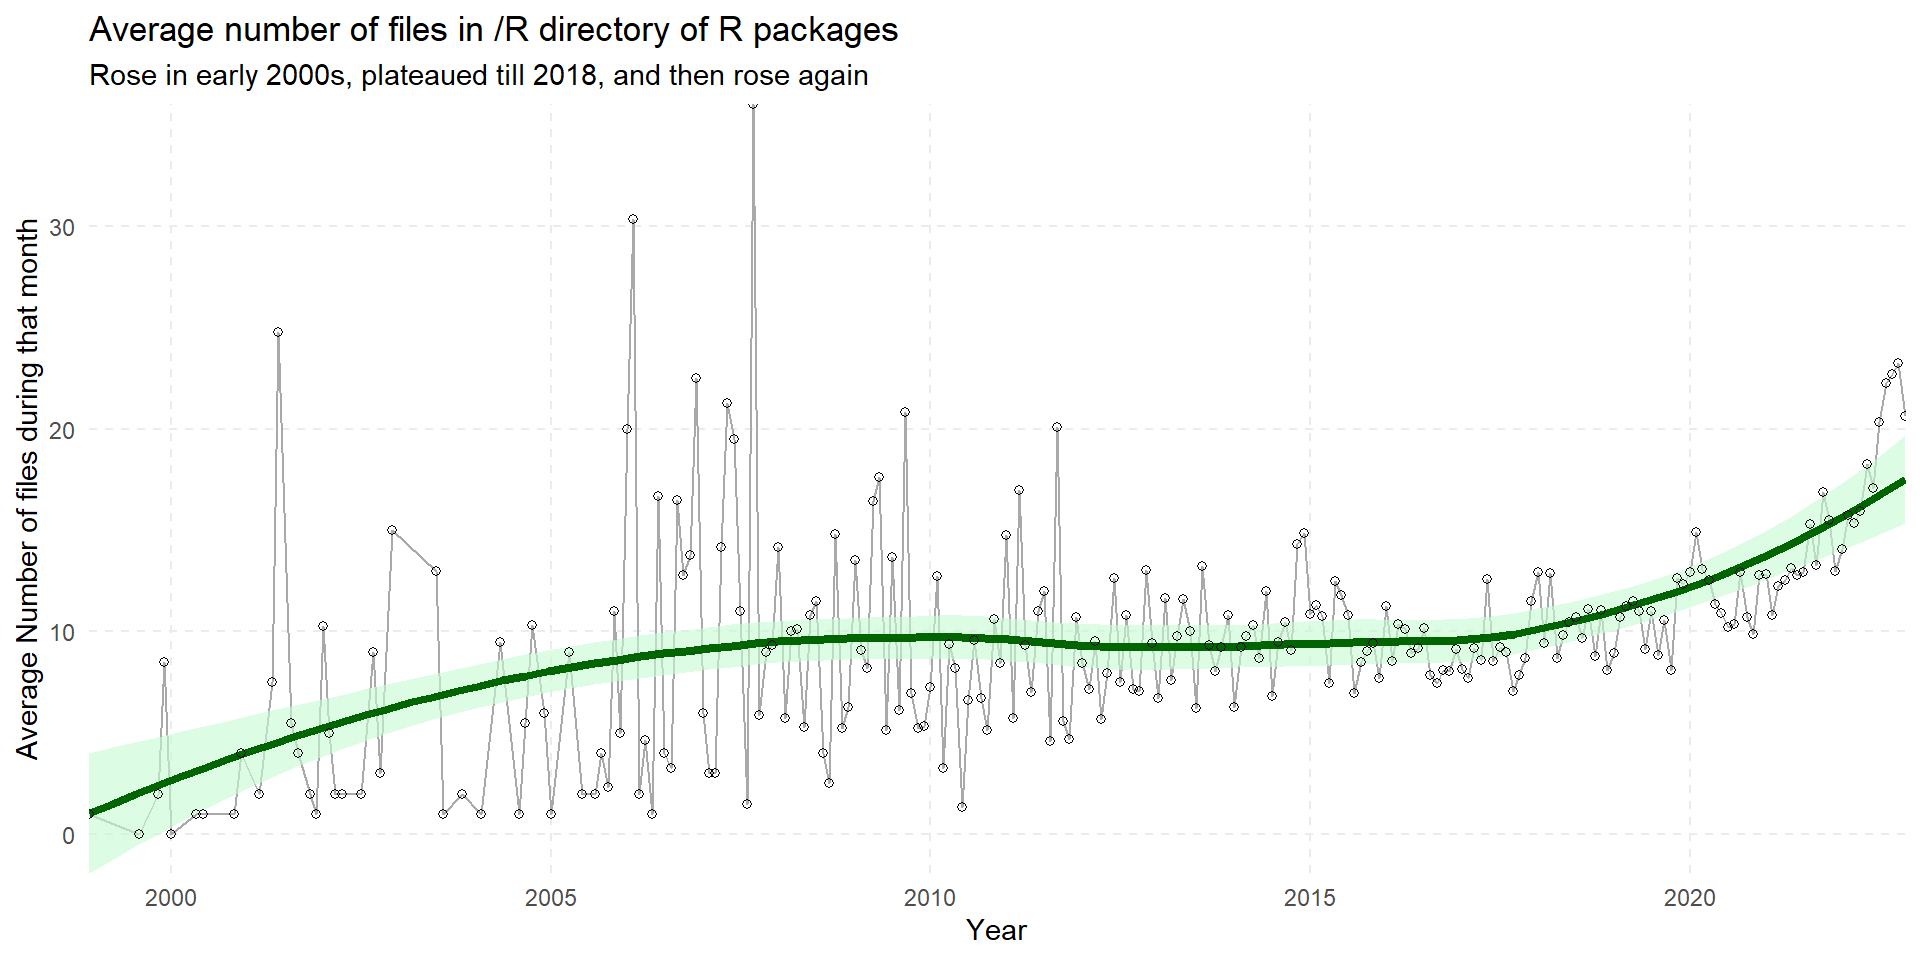 Average number of files in /R directory of R packages
Rose in early 2000s, plateaued till 2018, and then rose again
Average Number of files during that month
30
20
10
0
2000
2005
2010
2015
2020
Year